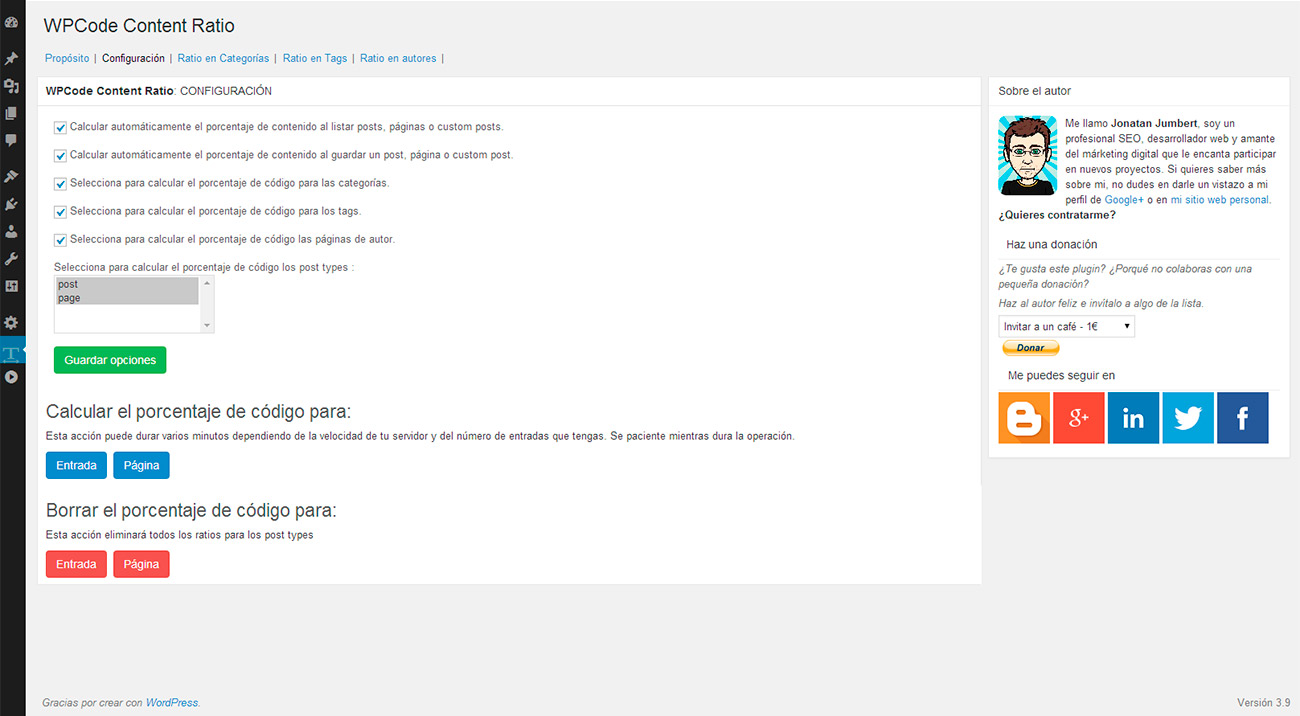 WPCode Content Ratio
Propósito | Configuración | Ratio en Categorías | Ratio en Tags | Ratio en autores |
WPCode Content Ratio: CONFIGURACIÓN
Calcular automáticamente el porcentaje de contenido al listar posts, páginas o custom posts.
Calcular automáticamente el porcentaje de contenido al guardar un post, página o custom post.
Selecciona para calcular el porcentaje de código para las categorías.
Selecciona para calcular el porcentaje de código para los tags.
Selecciona para calcular el porcentaje de código las páginas de autor.
Selecciona para calcular el porcentaje de código los post types :
post
page
Guardar opciones
Calcular el porcentaje de código para:
Esta acción puede durar varios minutos dependiendo de la velocidad de tu servidor y del número de entradas que tengas. Se paciente mientras dura la operación.
Entrada Página
Borrar el porcentaje de código para:
Esta acción eliminará todos los ratios para los post types
Entrada Página
Sobre el autor
Me llamo Jonatan Jumbert, soy un
profesional SEO, desarrollador web y amante
del márketing digital que le encanta participar
en nuevos proyectos. Si quieres saber más
sobre mi, no dudes en darle un vistazo a mi
perfil de Google+ o en mi sitio web personal.
¿Quieres contratarme?
Haz una donación
¿Te gusta este plugin? ¿Porqué no colaboras con una
pequeña donación?
Haz al autor feliz e invítalo a algo de la lista.
Invitar a un café - 1€
Donar
Me puedes seguir en
g+ in f
Gracias por crear con WordPress.
Versión 3.9